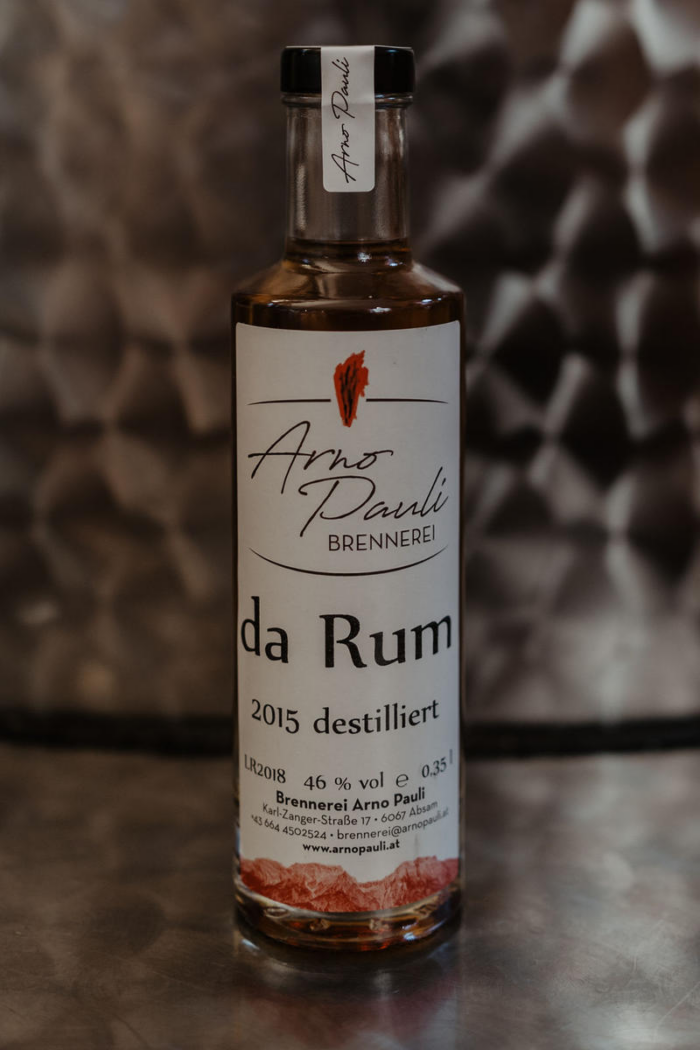 Arno Pauli
Arno
Pauli
BRENNEREI
da Rum
2015 destilliert
LR2018 46 % vol ℮ 0,35 l
Brennerei Arno Pauli
Karl-Zanger-Straße 17 • 6067 Absam
+43 664 4502524 • brennerei@arnopauli.at
www.arnopauli.at